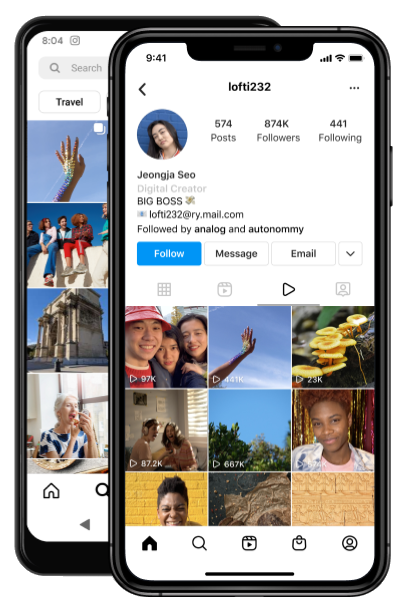 8:04
Search
Travel
9:41
lofti232
574 874K 441
Posts Followers Following
Jeongja Seo
Digital Creator
BIG BOSS
lofti232@ry.mail.com
Followed by analog and autonommy
Follow Message Email
97K 441K 23K
87.2K 667K